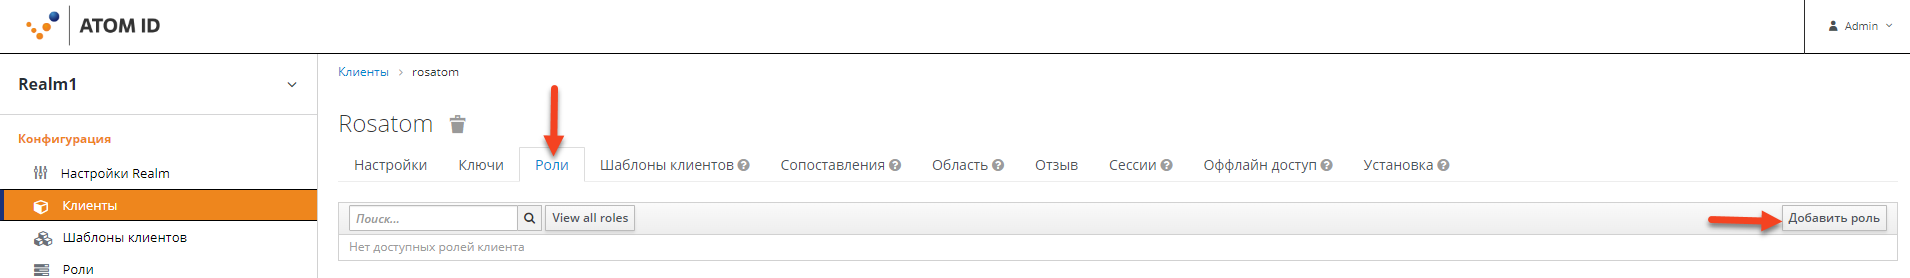 ATOM ID
Admin
Realm1
Клиенты > rosatom
Rosatom
Конфигурация
Настройки Ключи Роли Шаблоны клиентов ? Сопоставления ? Область ? Отзыв Сессии ? Оффлайн доступ ? Установка ?
Настройки Realm
Клиенты
Поиск... View all roles Добавить роль
Шаблоны клиентов
Нет доступных ролей клиента
Роли